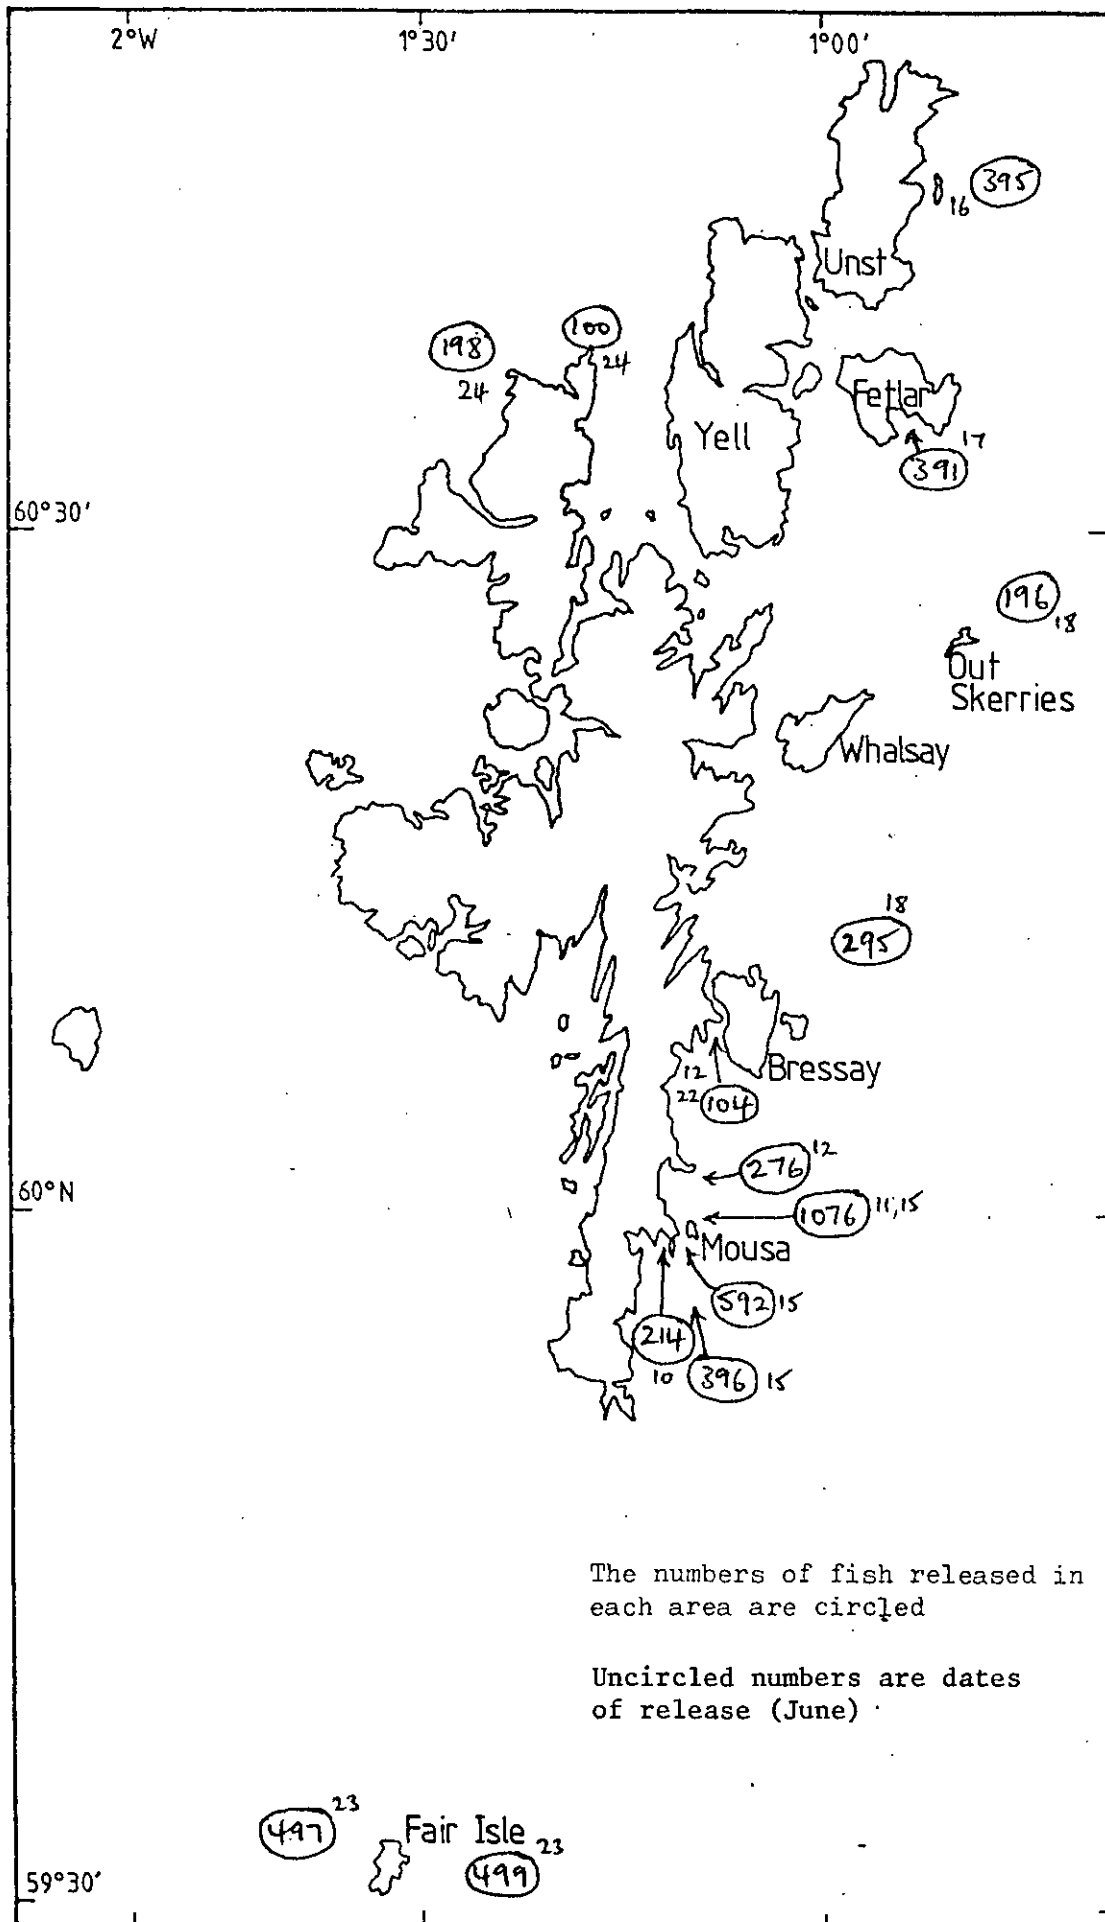 2°W
1°30'
1°00'
395
16
Unst
198
24
100
24
Fetlar
17
391
Yell
60°30'
196
18
Out
Skerries
Whalsay
18
295
Bressay
12
22
104
276
12
60°N
1076
11,15
Mousa
592
15
214
10
396
15
The numbers of fish released in
each area are circled
Uncircled numbers are dates
of release (June)
497
23
Fair Isle
23
499
59°30'